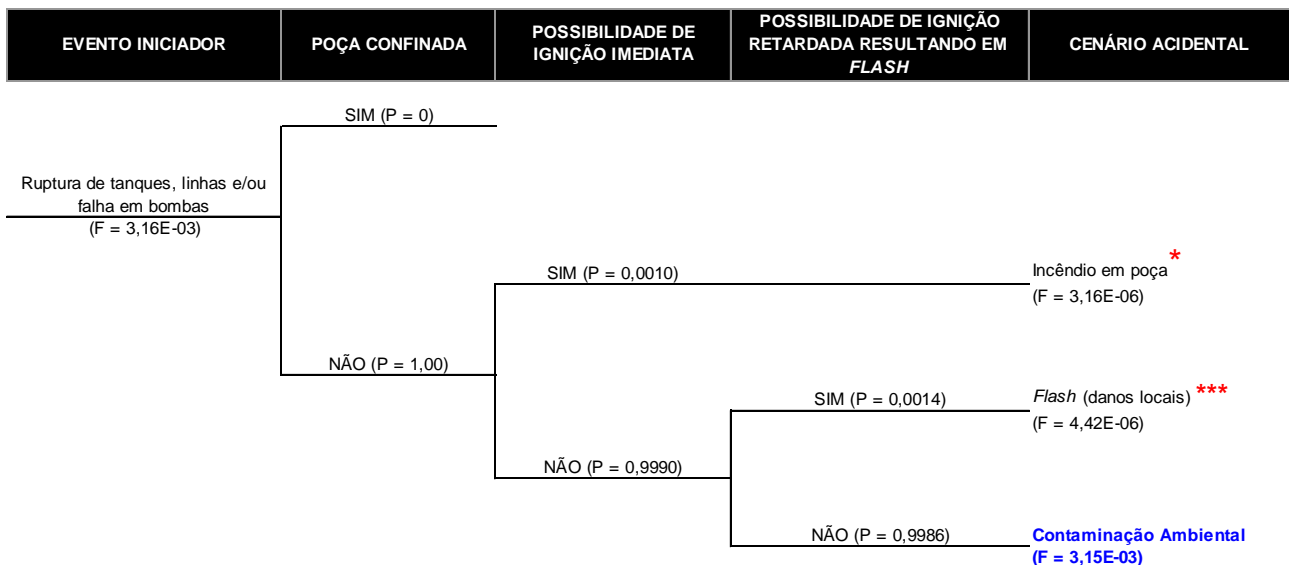 EVENTO INICIADOR
POÇA CONFINADA
POSSIBILIDADE DE
IGNIÇÃO IMEDIATA
POSSIBILIDADE DE IGNIÇÃO
RETARDADA RESULTANDO EM
FLASH
CENÁRIO ACIDENTAL
SIM (P = 0)
Ruptura de tanques, linhas e/ou
falha em bombas
(F = 3,16E-03)
SIM (P = 0,0010)
Incêndio em poça *
(F = 3,16E-06)
NÃO (P = 1,00)
SIM (P = 0,0014)
Flash (danos locais) ***
(F = 4,42E-06)
NÃO (P = 0,9990)
NÃO (P = 0,9986)
Contaminação Ambiental
(F = 3,15E-03)